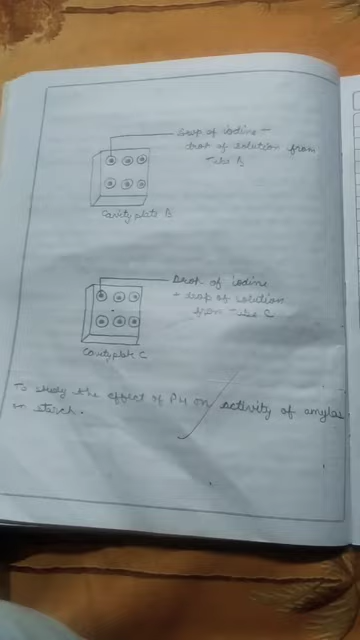 Drop of iodine -
drop of solution from
Tube B
Cavity plate B
Drop of iodine
+ drop of solution
from Tube C
Cavity plate C
To study the effect of PH on activity of amylas
on starch.